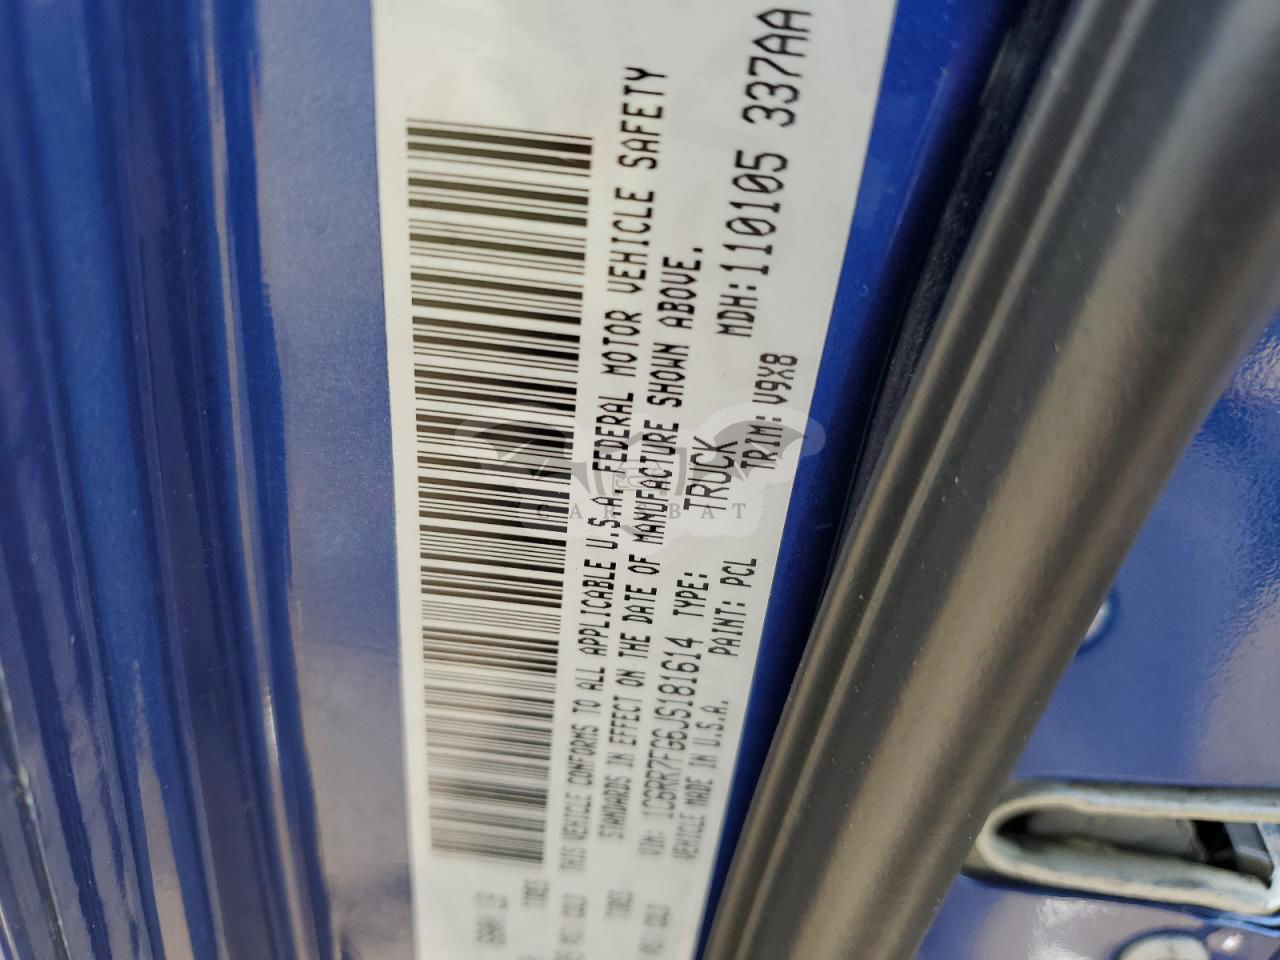 THIS VEHICLE CONFORMS TO ALL APPLICABLE U.S.A. FEDERAL MOTOR VEHICLE SAFETY
STANDARDS IN EFFECT ON THE DATE OF MANUFACTURE SHOWN ABOVE.
VIN: 1C6RR7FG6JS181614 TYPE: TRUCK MDH:110105 337AA
VEHICLE MADE IN U.S.A. PAINT: PCL TRIM: V9X8
CARSBAT